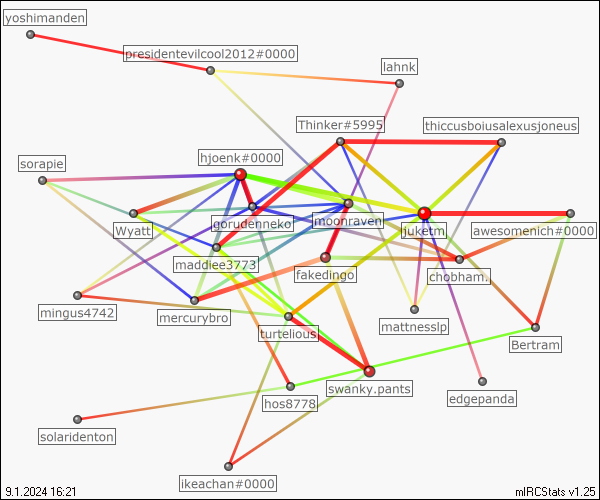 yoshimanden
presidentevilcool2012#0000
lahnk
Thinker#5995
thiccusboiusalexusjoneus
hjoenk#0000
sorapie
gorudenneko
moonraven
juketm
Wyatt
awesomenich#0000
maddiee3773
fakedingo
chobham.
mingus4742
mercurybro
mattnesslp
turtelious
Bertram
swanky.pants
hos8778
edgepanda
solaridenton
ikeachan#0000
9.1.2024 16:21
mIRCStats v1.25